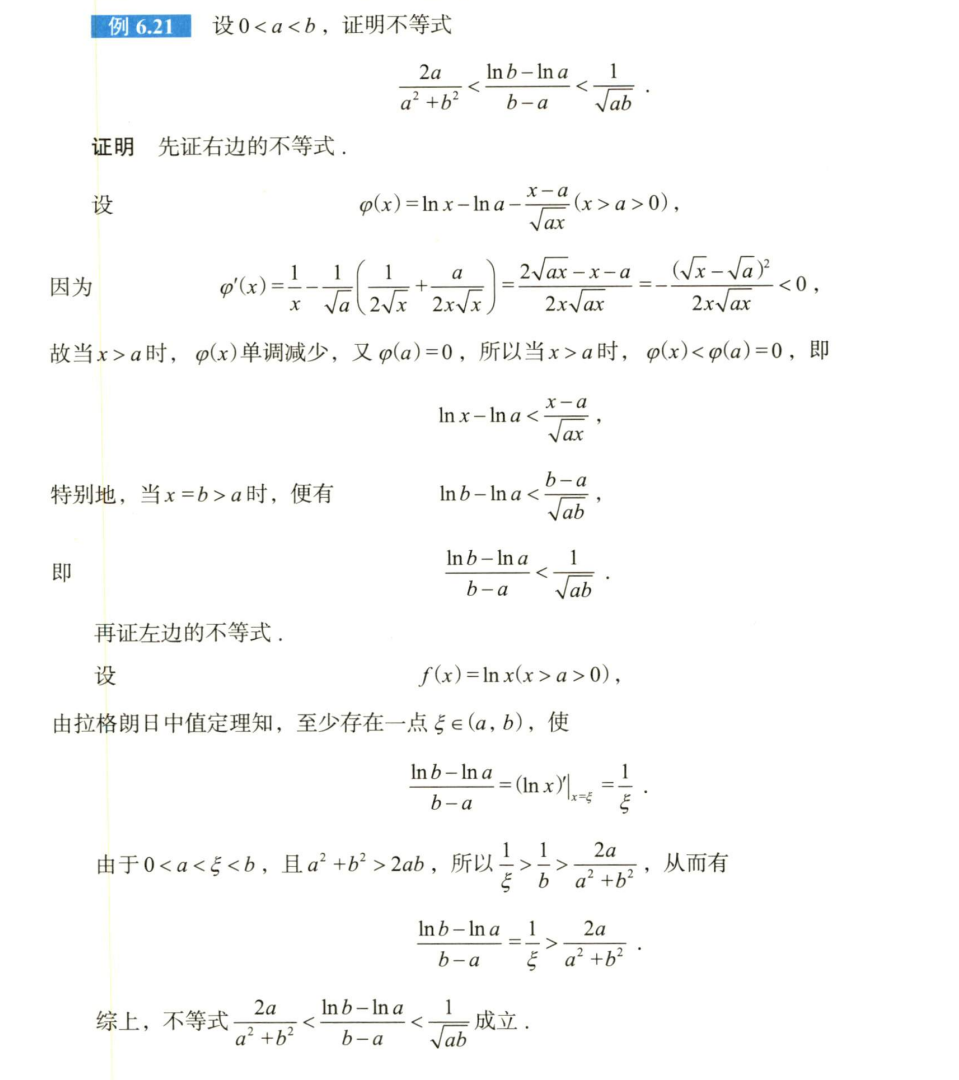 例 6.21 设 0<a<b，证明不等式
$\frac{2a}{a^2+b^2}<\frac{\ln b-\ln a}{b-a}<\frac{1}{\sqrt{ab}}$．
证明 先证右边的不等式．
设 $\varphi(x)=\ln x-\ln a-\frac{x-a}{\sqrt{ax}}(x>a>0)$，
因为 $\varphi'(x)=\frac{1}{x}-\frac{1}{\sqrt{a}}\left(\frac{1}{2\sqrt{x}}+\frac{a}{2x\sqrt{x}}\right)=\frac{2\sqrt{ax}-x-a}{2x\sqrt{ax}}=-\frac{(\sqrt{x}-\sqrt{a})^2}{2x\sqrt{ax}}<0$，
故当 x>a 时，φ(x)单调减少，又 φ(a)=0，所以当 x>a 时，φ(x)<φ(a)=0，即
$\ln x-\ln a<\frac{x-a}{\sqrt{ax}}$，
特别地，当 x=b>a 时，便有 $\ln b-\ln a<\frac{b-a}{\sqrt{ab}}$，
即 $\frac{\ln b-\ln a}{b-a}<\frac{1}{\sqrt{ab}}$．
再证左边的不等式．
设 $f(x)=\ln x(x>a>0)$，
由拉格朗日中值定理知，至少存在一点 ξ∈(a,b)，使
$\frac{\ln b-\ln a}{b-a}=(\ln x)'|_{x=\xi}=\frac{1}{\xi}$．
由于 0<a<ξ<b，且 $a^2+b^2>2ab$，所以 $\frac{1}{\xi}>\frac{1}{b}>\frac{2a}{a^2+b^2}$，从而有
$\frac{\ln b-\ln a}{b-a}=\frac{1}{\xi}>\frac{2a}{a^2+b^2}$．
综上，不等式 $\frac{2a}{a^2+b^2}<\frac{\ln b-\ln a}{b-a}<\frac{1}{\sqrt{ab}}$ 成立．